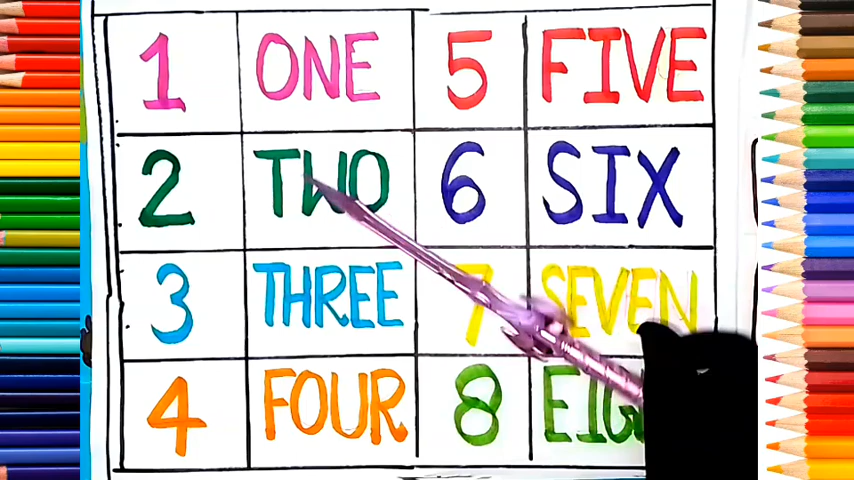 1 ONE 5 FIVE
2 TWO 6 SIX
3 THREE 7 SEVEN
4 FOUR 8